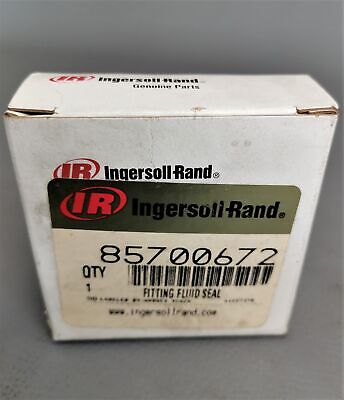 IR Ingersoll-Rand®
Genuine Parts
IR Ingersoll-Rand®
IR Ingersoll-Rand®
85700672
QTY
1
FITTING FLUID SEAL
www.ingersollrand.com